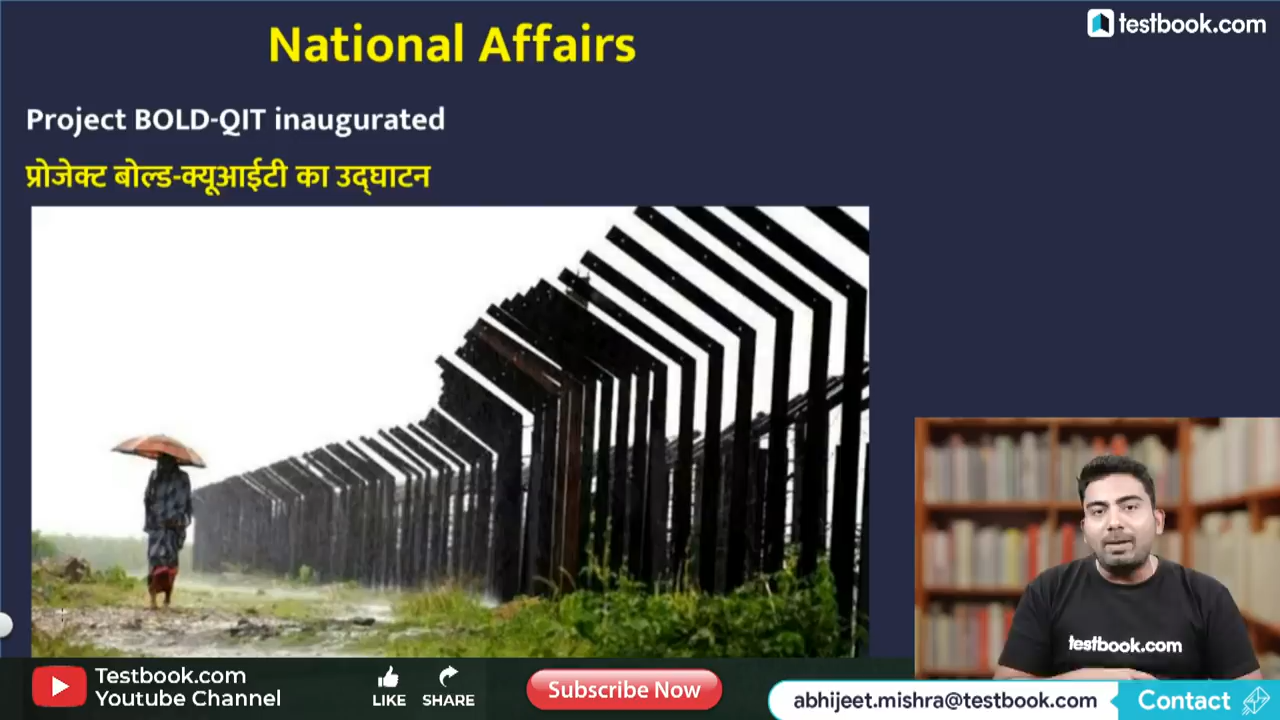 National Affairs
testbook.com
Project BOLD-QIT inaugurated
प्रोजेक्ट बोल्ड-क्यूआईटी का उद्घाटन
testbook.com
Testbook.com
Youtube Channel
LIKE
SHARE
Subscribe Now
abhijeet.mishra@testbook.com
Contact